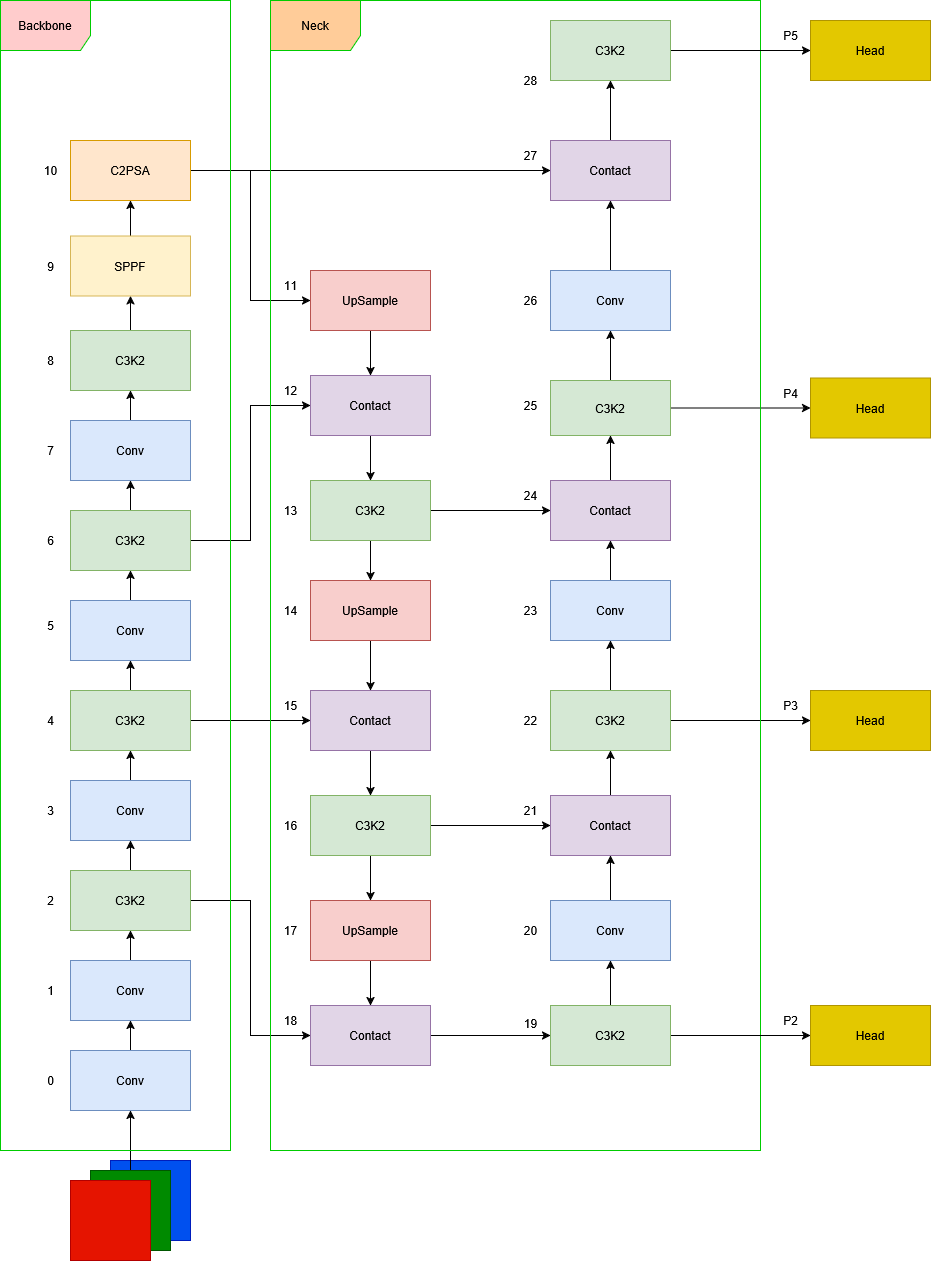 Backbone
Neck
C3K2
P5
Head
28
10
C2PSA
27
Contact
9
SPPF
11
UpSample
26
Conv
8
C3K2
12
Contact
25
C3K2
P4
Head
7
Conv
13
C3K2
24
Contact
6
C3K2
14
UpSample
23
Conv
5
Conv
15
Contact
22
C3K2
P3
Head
4
C3K2
3
Conv
16
C3K2
21
Contact
2
C3K2
17
UpSample
20
Conv
1
Conv
18
Contact
19
C3K2
P2
Head
0
Conv